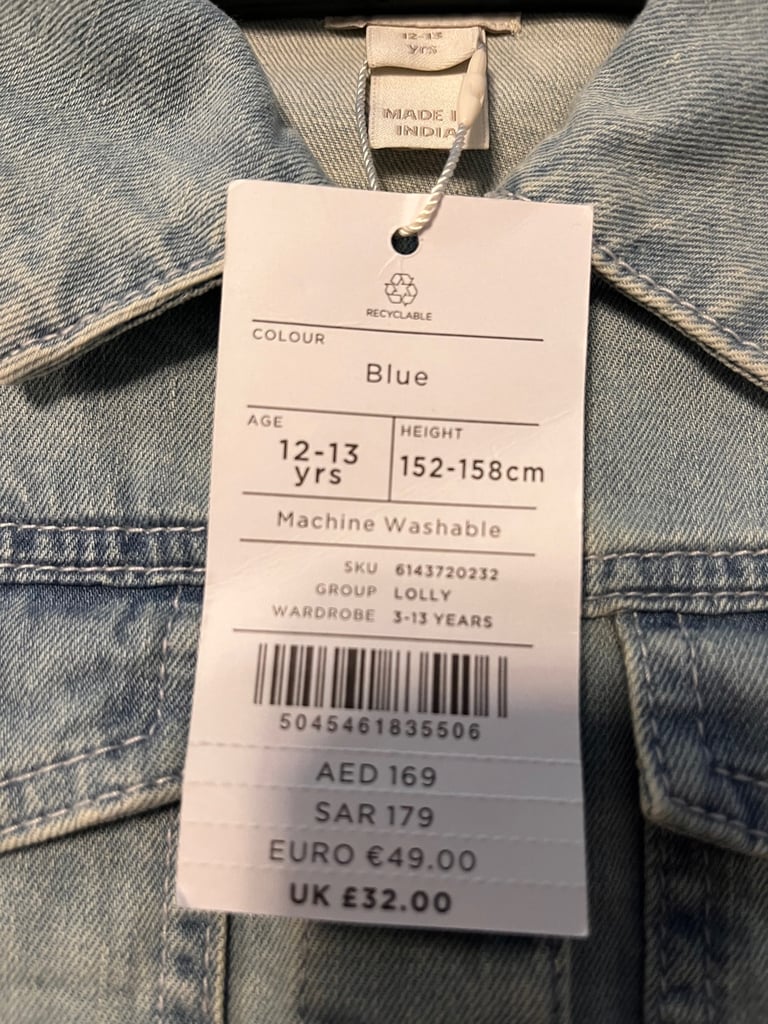 12-13
yrs
MADE I
INDIA
RECYCLABLE
COLOUR
Blue
AGE
12-13
yrs
HEIGHT
152-158cm
Machine Washable
SKU 6143720232
GROUP LOLLY
WARDROBE 3-13 YEARS
5045461835506
AED 169
SAR 179
EURO €49.00
UK £32.00